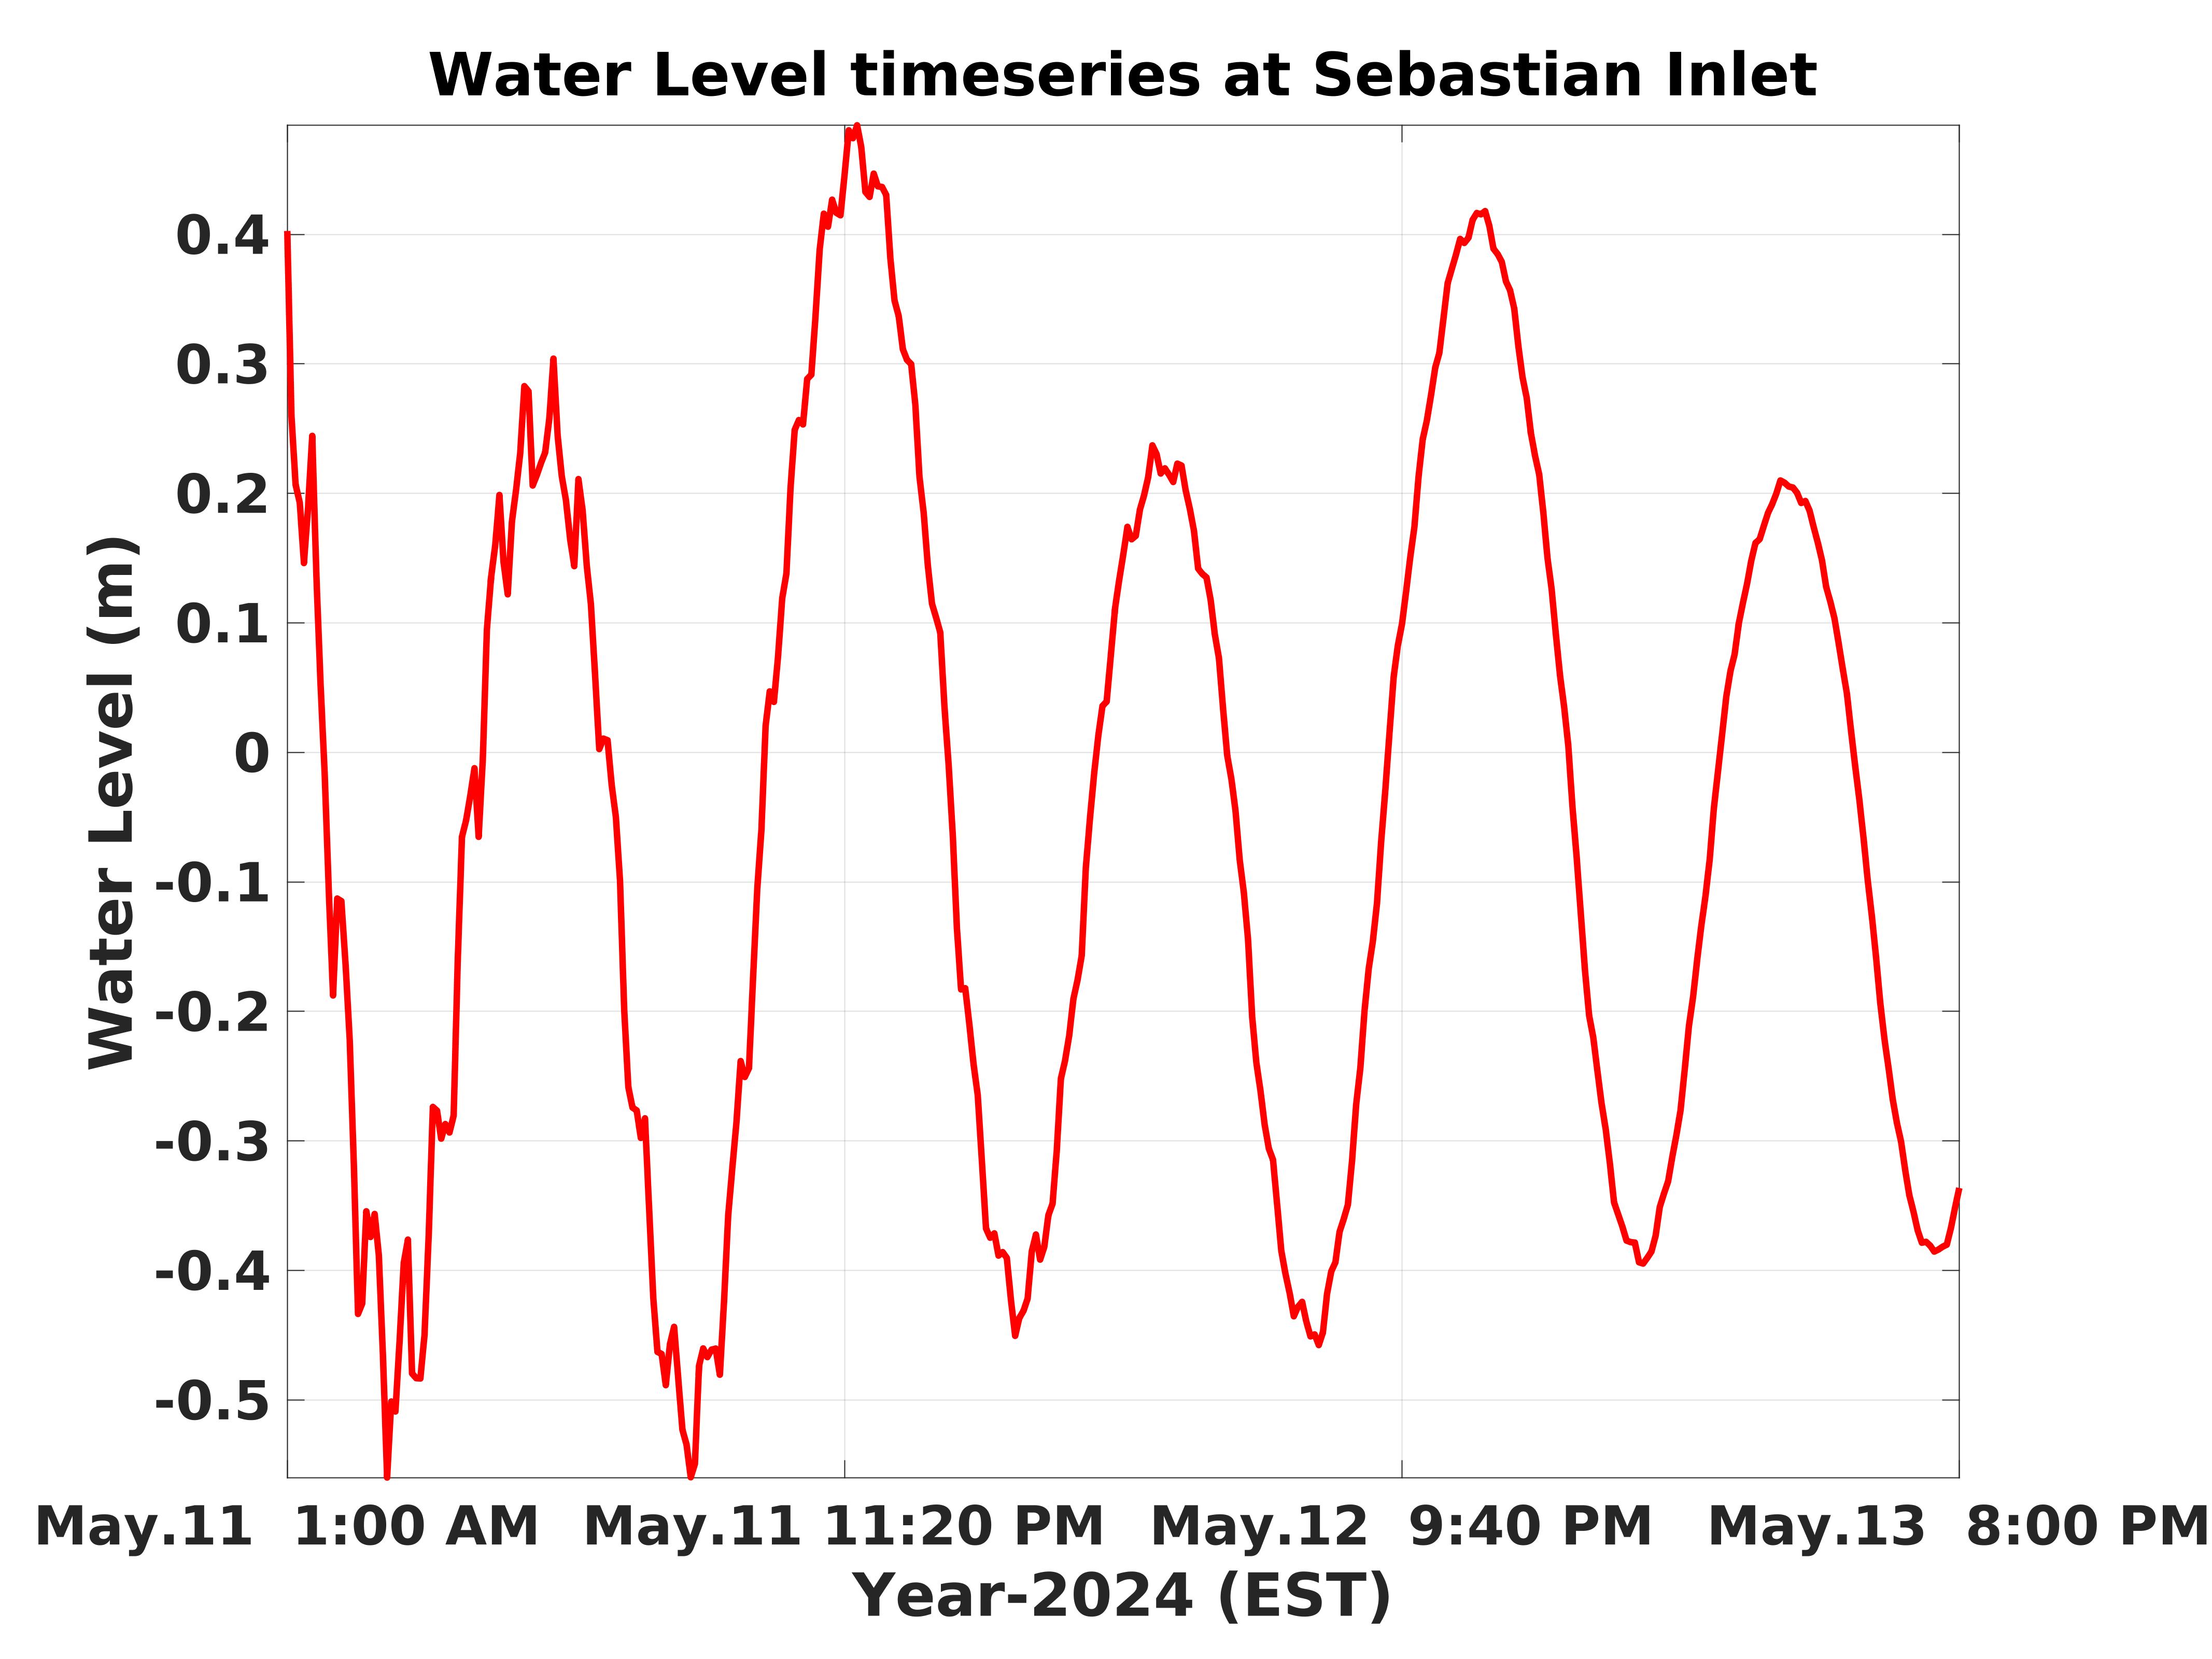 Water Level timeseries at Sebastian Inlet
Water Level (m)
0.4
0.3
0.2
0.1
0
-0.1
-0.2
-0.3
-0.4
-0.5
May.11 1:00 AM May.11 11:20 PM May.12 9:40 PM May.13 8:00 PM
Year-2024 (EST)